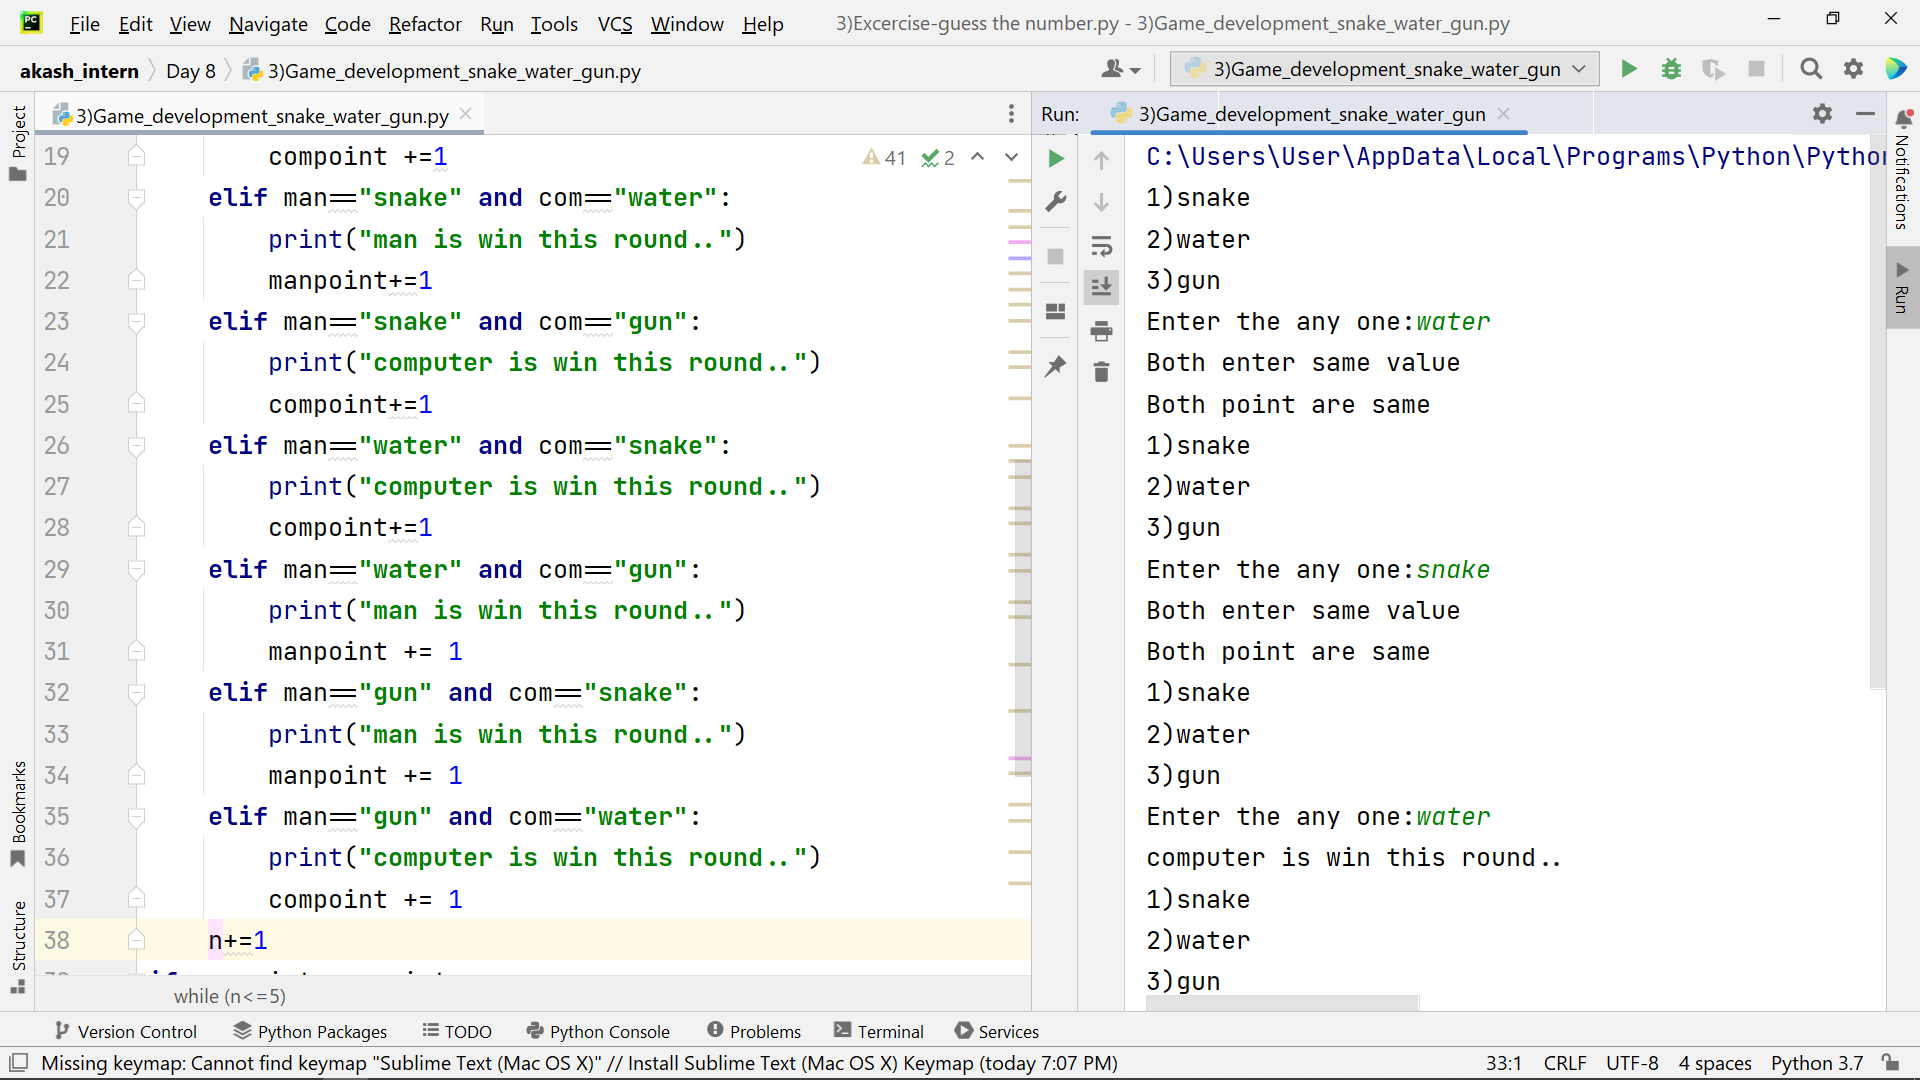 File Edit View Navigate Code Refactor Run Tools VCS Window Help 3)Excercise-guess the number.py - 3)Game_development_snake_water_gun.py
akash_intern Day 8 3)Game_development_snake_water_gun.py 3)Game_development_snake_water_gun
Project
3)Game_development_snake_water_gun.py
41 2
19 compoint +=1
20 elif man=="snake" and com=="water":
21 print("man is win this round..")
22 manpoint+=1
23 elif man=="snake" and com=="gun":
24 print("computer is win this round..")
25 compoint+=1
26 elif man=="water" and com=="snake":
27 print("computer is win this round..")
28 compoint+=1
29 elif man=="water" and com=="gun":
30 print("man is win this round..")
31 manpoint += 1
32 elif man=="gun" and com=="snake":
33 print("man is win this round..")
34 manpoint += 1
35 elif man=="gun" and com=="water":
36 print("computer is win this round..")
37 compoint += 1
38 n+=1
while (n<=5)
Bookmarks
Structure
Run: 3)Game_development_snake_water_gun
C:\Users\User\AppData\Local\Programs\Python\Python
1)snake
2)water
3)gun
Enter the any one:water
Both enter same value
Both point are same
1)snake
2)water
3)gun
Enter the any one:snake
Both enter same value
Both point are same
1)snake
2)water
3)gun
Enter the any one:water
computer is win this round..
1)snake
2)water
3)gun
Notifications
Run
Version Control Python Packages TODO Python Console Problems Terminal Services
Missing keymap: Cannot find keymap "Sublime Text (Mac OS X)" // Install Sublime Text (Mac OS X) Keymap (today 7:07 PM) 33:1 CRLF UTF-8 4 spaces Python 3.7